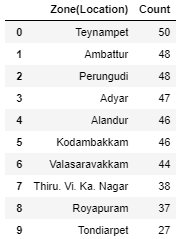 Zone(Location) Count
0 Teynampet 50
1 Ambattur 48
2 Perungudi 48
3 Adyar 47
4 Alandur 46
5 Kodambakkam 46
6 Valasaravakkam 44
7 Thiru. Vi. Ka. Nagar 38
8 Royapuram 37
9 Tondiarpet 27